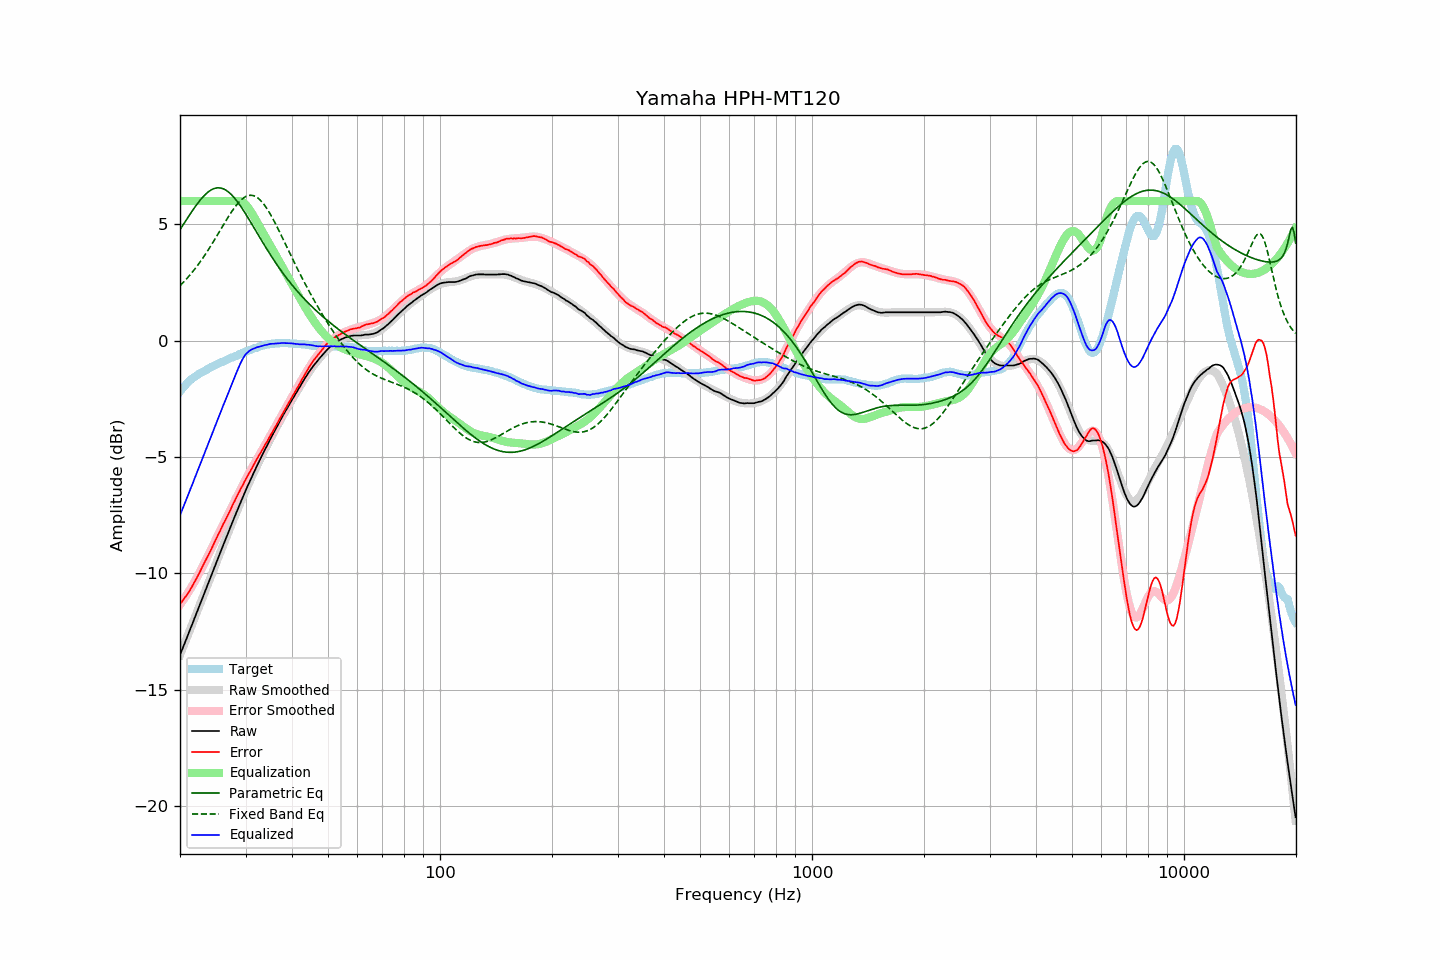 Yamaha HPH-MT120
Amplitude (dBr)
5
0
−5
−10
−15
−20
Target
Raw Smoothed
Error Smoothed
Raw
Error
Equalization
Parametric Eq
Fixed Band Eq
Equalized
100 1000 10000
Frequency (Hz)